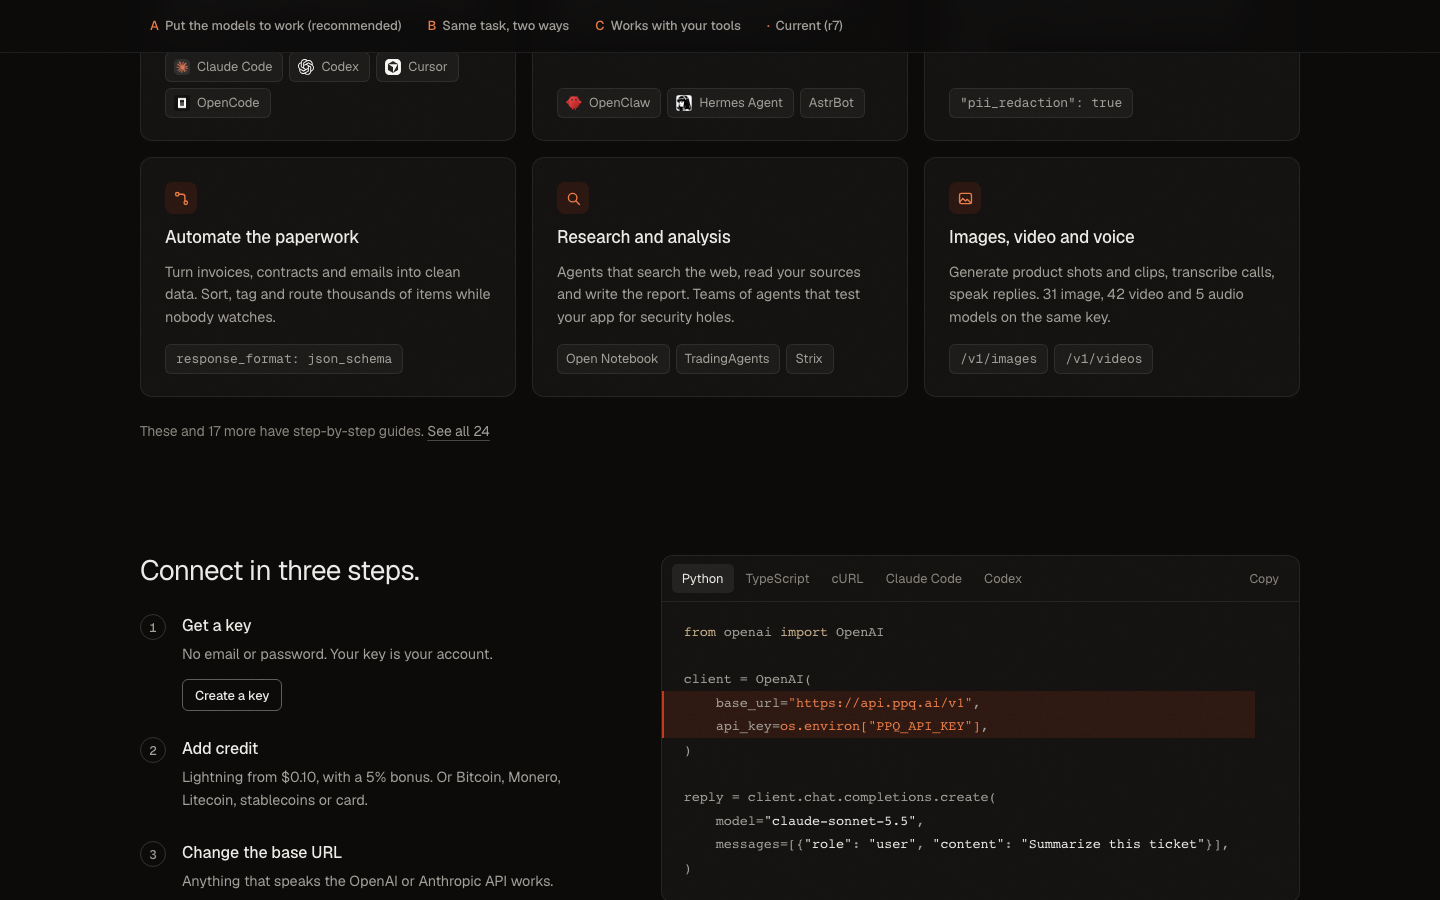 A Put the models to work (recommended) B Same task, two ways C Works with your tools · Current (r7)
Claude Code Codex Cursor
OpenCode
OpenClaw Hermes Agent AstrBot
"pii_redaction": true
Automate the paperwork
Turn invoices, contracts and emails into clean
data. Sort, tag and route thousands of items while
nobody watches.
response_format: json_schema
Research and analysis
Agents that search the web, read your sources
and write the report. Teams of agents that test
your app for security holes.
Open Notebook TradingAgents Strix
Images, video and voice
Generate product shots and clips, transcribe calls,
speak replies. 31 image, 42 video and 5 audio
models on the same key.
/v1/images /v1/videos
These and 17 more have step-by-step guides. See all 24
Connect in three steps.
1 Get a key
No email or password. Your key is your account.
Create a key
2 Add credit
Lightning from $0.10, with a 5% bonus. Or Bitcoin, Monero,
Litecoin, stablecoins or card.
3 Change the base URL
Anything that speaks the OpenAI or Anthropic API works.
Python TypeScript cURL Claude Code Codex Copy
from openai import OpenAI
client = OpenAI(
base_url="https://api.ppq.ai/v1",
api_key=os.environ["PPQ_API_KEY"],
)
reply = client.chat.completions.create(
model="claude-sonnet-5.5",
messages=[{"role": "user", "content": "Summarize this ticket"}],
)